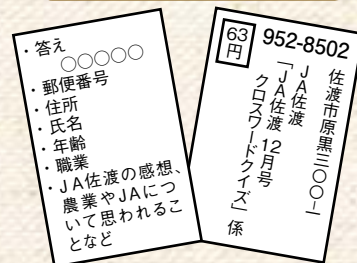 ・答え
○○○○○
・郵便番号
・住所
・氏名
・年齢
・職業
・JA佐渡の感想、
農業やJAにつ
いて思われるこ
となど
63
円
952-8502
佐渡市原黒三〇〇-一
JA佐渡
「JA佐渡 12月号
クロスワードクイズ」係